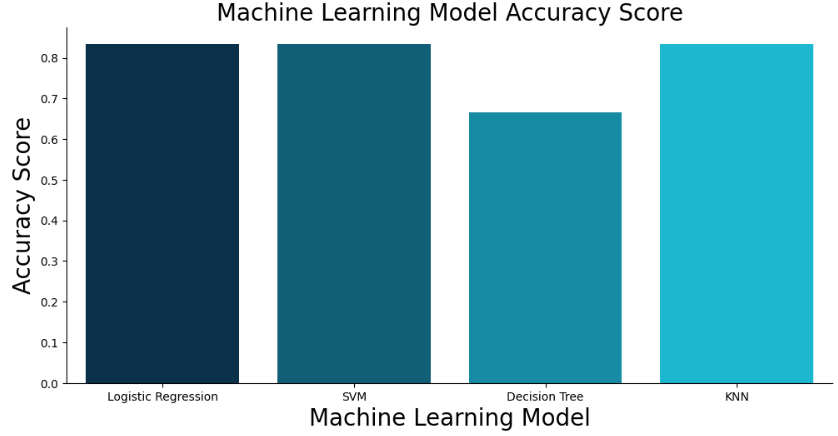 Machine Learning Model Accuracy Score
Accuracy Score
0.8
0.7
0.6
0.5
0.4
0.3
0.2
0.1
0.0
Logistic Regression SVM Decision Tree KNN
Machine Learning Model